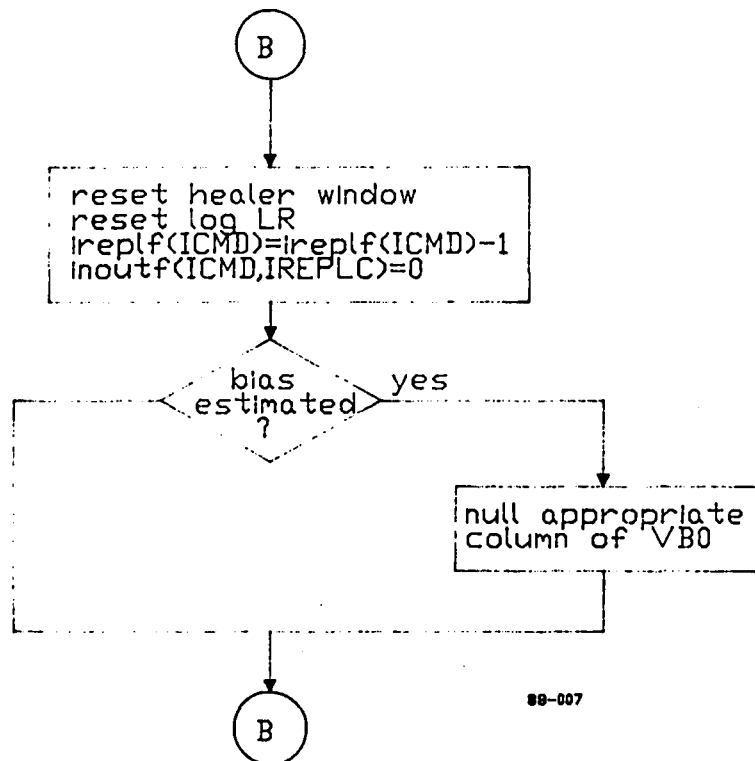 B
reset healer window
reset log LR
ireplf(ICMD)=ireplf(ICMD)-1
inoutf(ICMD,IREPLC)=0
bias
estimated
?
yes
null appropriate
column of VB0
B
88-007